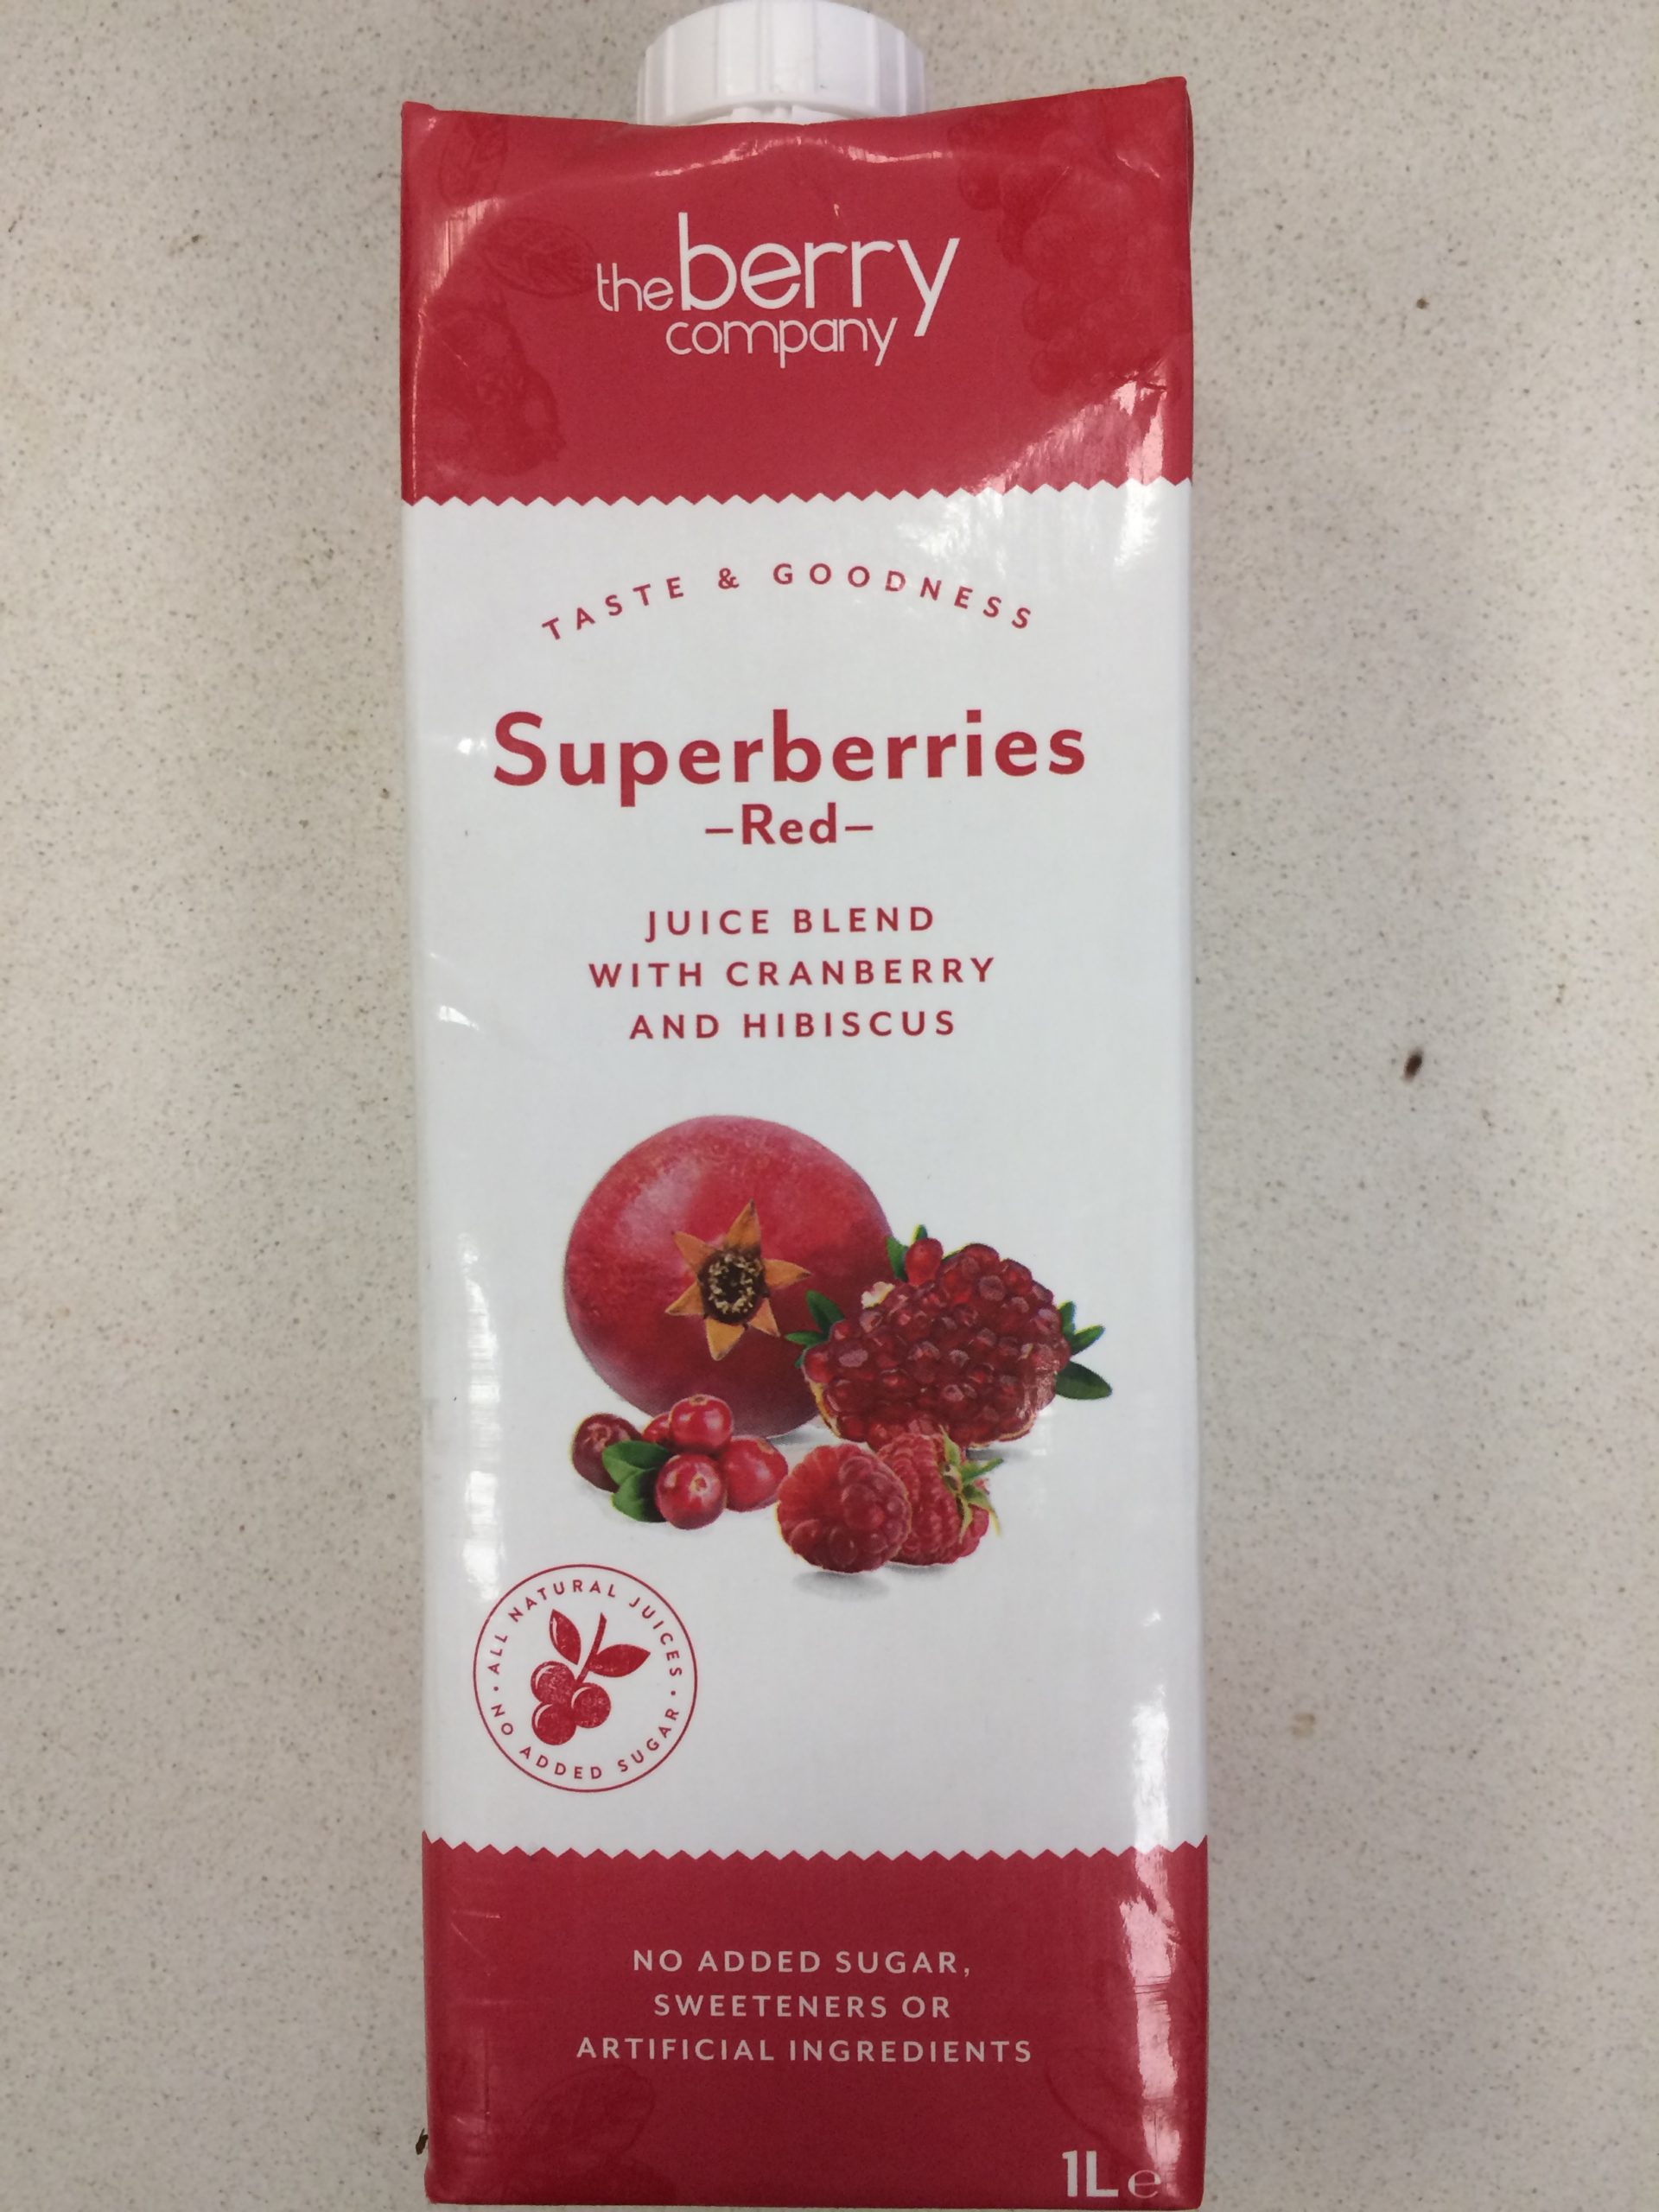 the berry
company
TASTE & GOODNESS
Superberries
–Red–
JUICE BLEND
WITH CRANBERRY
AND HIBISCUS
ALL NATURAL JUICES •
NO ADDED SUGAR •
NO ADDED SUGAR,
SWEETENERS OR
ARTIFICIAL INGREDIENTS
1L e